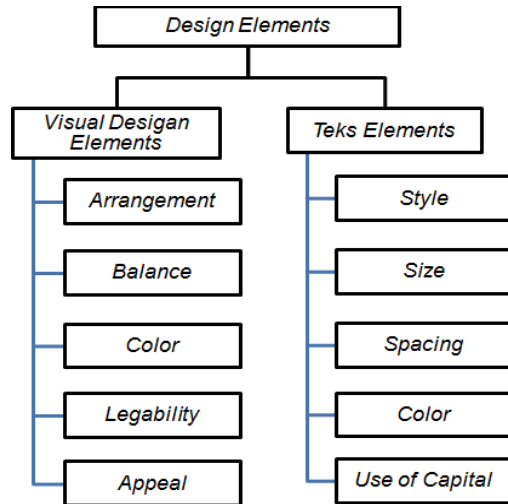 Design Elements
Visual Desigan
Elements
Arrangement
Balance
Color
Legability
Appeal
Teks Elements
Style
Size
Spacing
Color
Use of Capital